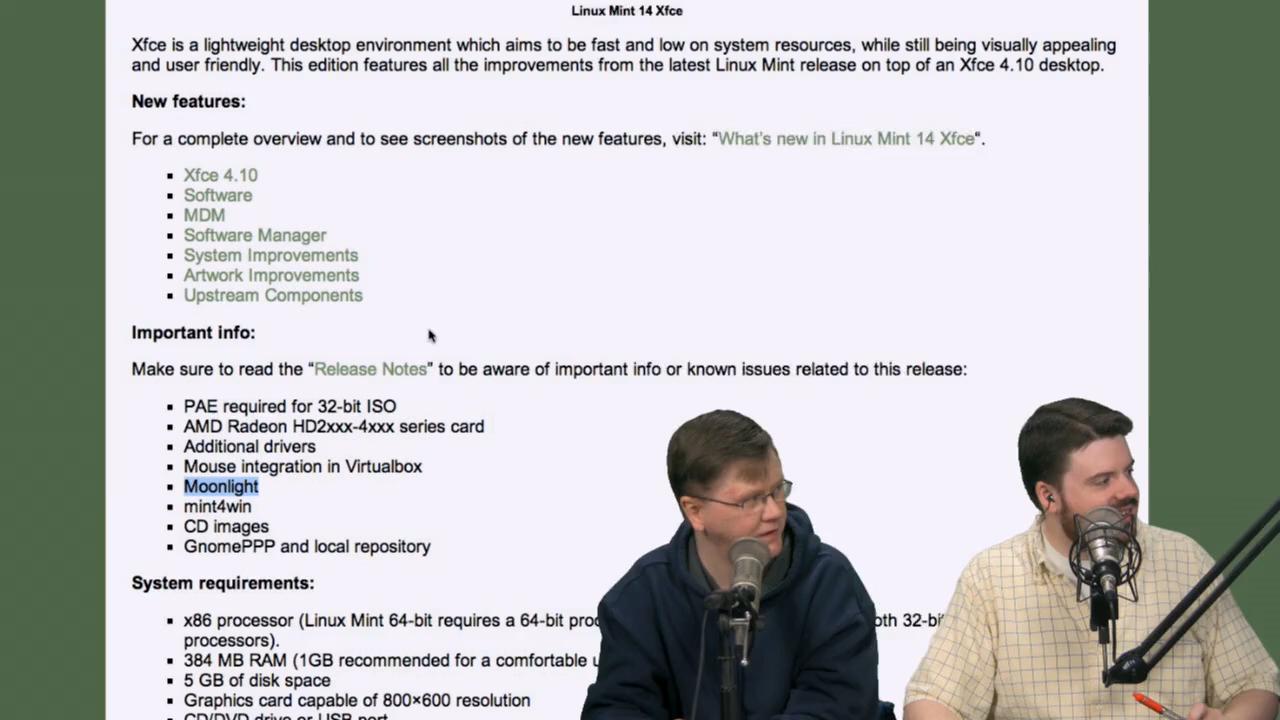 Linux Mint 14 Xfce
Xfce is a lightweight desktop environment which aims to be fast and low on system resources, while still being visually appealing
and user friendly. This edition features all the improvements from the latest Linux Mint release on top of an Xfce 4.10 desktop.
New features:
For a complete overview and to see screenshots of the new features, visit: “What’s new in Linux Mint 14 Xfce“.
Xfce 4.10
Software
MDM
Software Manager
System Improvements
Artwork Improvements
Upstream Components
Important info:
Make sure to read the “Release Notes” to be aware of important info or known issues related to this release:
PAE required for 32-bit ISO
AMD Radeon HD2xxx-4xxx series card
Additional drivers
Mouse integration in Virtualbox
Moonlight
mint4win
CD images
GnomePPP and local repository
System requirements:
x86 processor (Linux Mint 64-bit requires a 64-bit
processors).
384 MB RAM (1GB recommended for a comfortable
5 GB of disk space
Graphics card capable of 800×600 resolution
CD/DVD drive or USB port